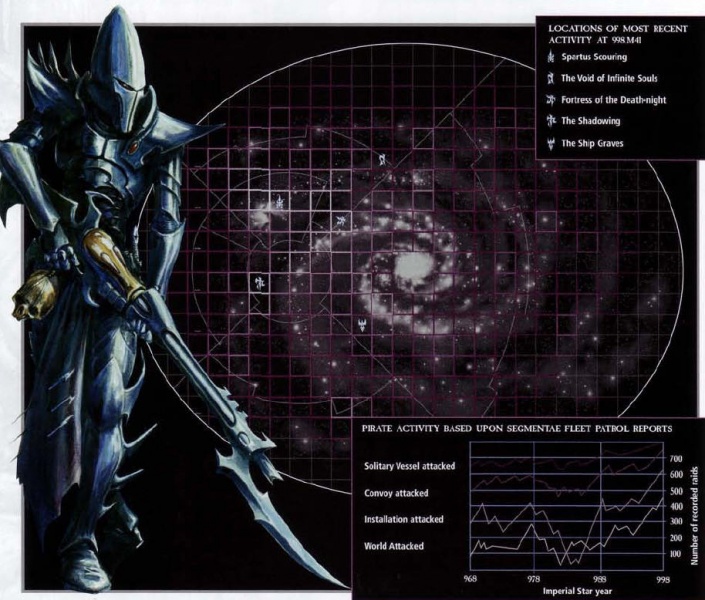 LOCATIONS OF MOST RECENT
ACTIVITY AT 998.M41
Spartus Scouring
The Void of Infinite Souls
Fortress of the Death-night
The Shadowing
The Ship Graves
PIRATE ACTIVITY BASED UPON SEGMENTAE FLEET PATROL REPORTS
Solitary Vessel attacked
Convoy attacked
Installation attacked
World Attacked
700
600
500
400
300
200
100
Number of recorded raids
968 978 988 998
Imperial Star year